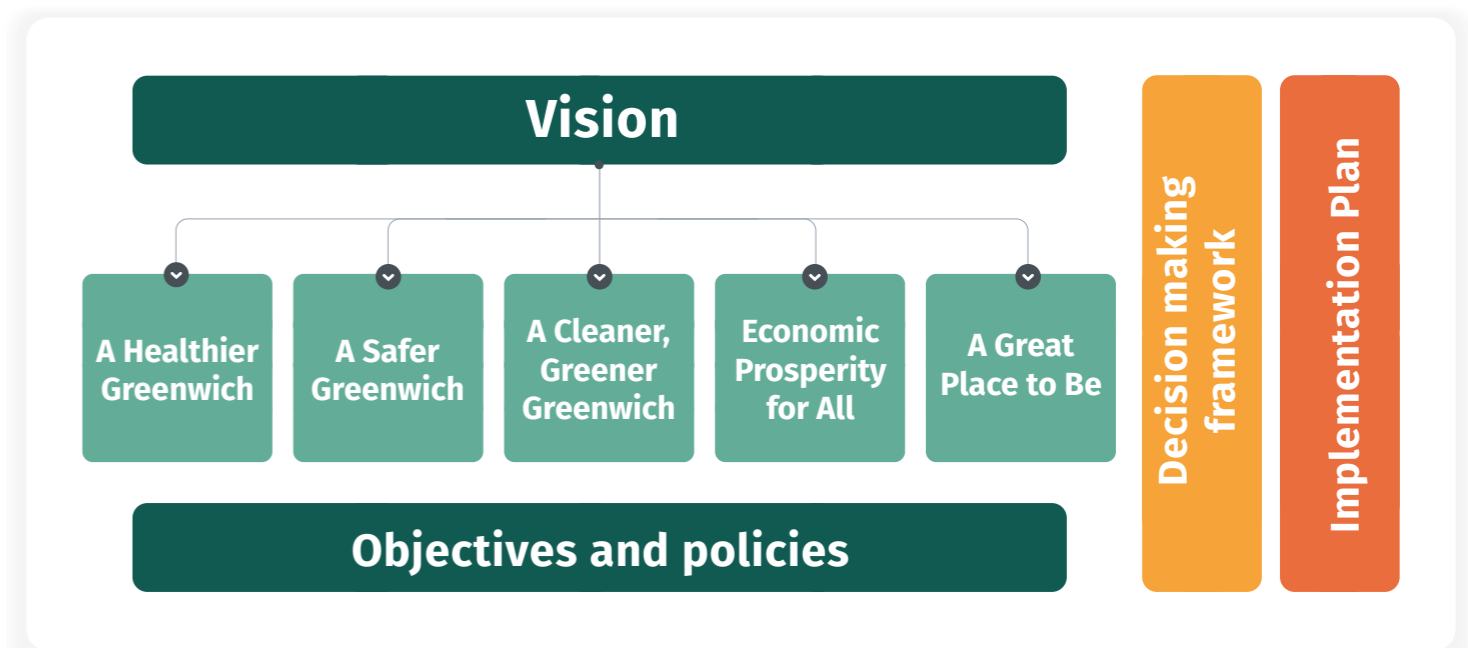 Vision
A Healthier
Greenwich
A Safer
Greenwich
A Cleaner,
Greener
Greenwich
Economic
Prosperity
for All
A Great
Place to Be
Objectives and policies
Decision making
framework
Implementation Plan